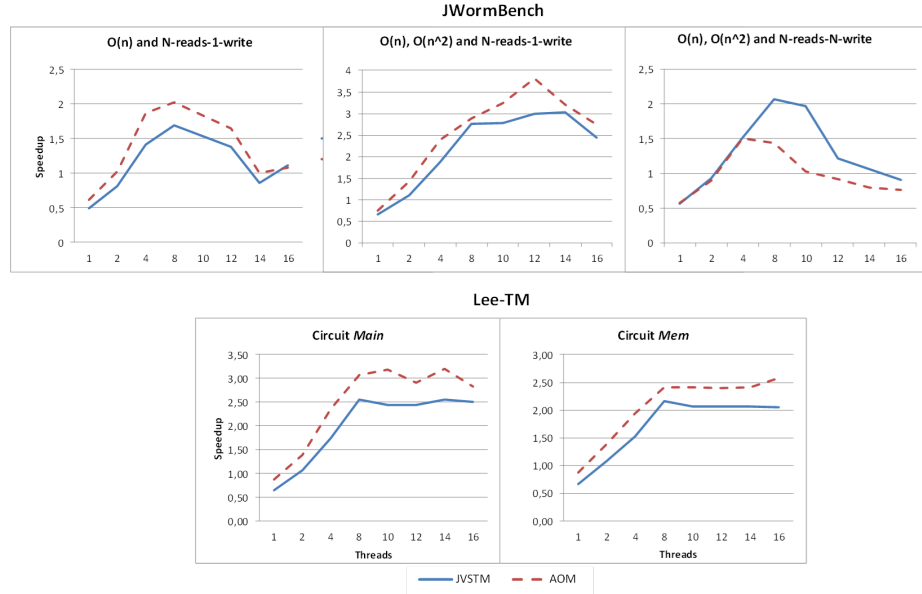 JWormBench
O(n) and N-reads-1-write
2,5
2
1,5
1
0,5
0
Speedup
1 2 4 8 10 12 14 16
O(n), O(n^2) and N-reads-1-write
4
3,5
3
2,5
2
1,5
1
0,5
0
1 2 4 8 10 12 14 16
O(n), O(n^2) and N-reads-N-write
2,5
2
1,5
1
0,5
0
1 2 4 8 10 12 14 16
Lee-TM
Circuit Main
3,50
3,00
2,50
2,00
1,50
1,00
0,50
0,00
Speedup
1 2 4 8 10 12 14 16
Threads
Circuit Mem
3,00
2,50
2,00
1,50
1,00
0,50
0,00
1 2 4 8 10 12 14 16
Threads
JVSTM AOM